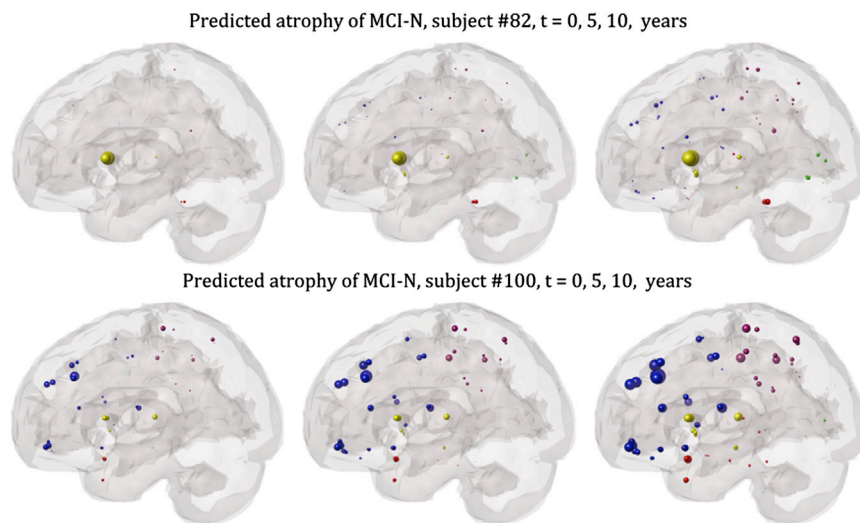 Predicted atrophy of MCI-N, subject #82, t = 0, 5, 10, years
Predicted atrophy of MCI-N, subject #100, t = 0, 5, 10, years